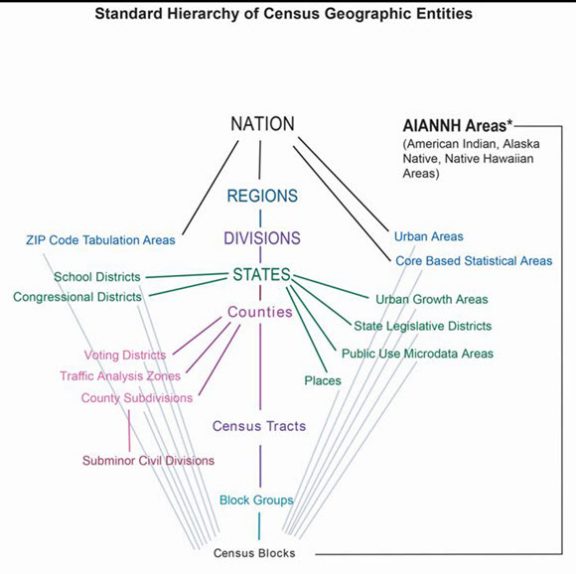 Standard Hierarchy of Census Geographic Entities
NATION
AIANNH Areas*
(American Indian, Alaska
Native, Native Hawaiian
Areas)
REGIONS
ZIP Code Tabulation Areas
DIVISIONS
Urban Areas
Core Based Statistical Areas
School Districts
STATES
Congressional Districts
Urban Growth Areas
Counties
State Legislative Districts
Voting Districts
Public Use Microdata Areas
Traffic Analysis Zones
Places
County Subdivisions
Census Tracts
Subminor Civil Divisions
Block Groups
Census Blocks